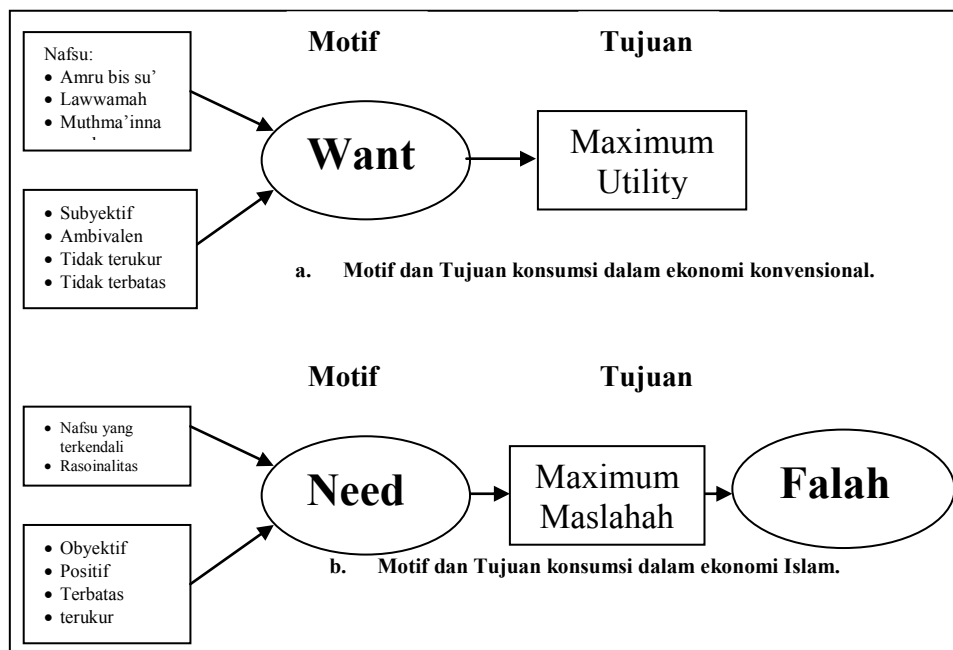 Motif
Tujuan
Nafsu:
• Amru bis su’
• Lawwamah
• Muthma’inna
Want
Maximum
Utility
• Subyektif
• Ambivalen
• Tidak terukur
• Tidak terbatas
a. Motif dan Tujuan konsumsi dalam ekonomi konvensional.
Motif
Tujuan
• Nafsu yang
terkendali
• Rasoinalitas
Need
Maximum
Maslahah
Falah
• Obyektif
• Positif
• Terbatas
• terukur
b. Motif dan Tujuan konsumsi dalam ekonomi Islam.